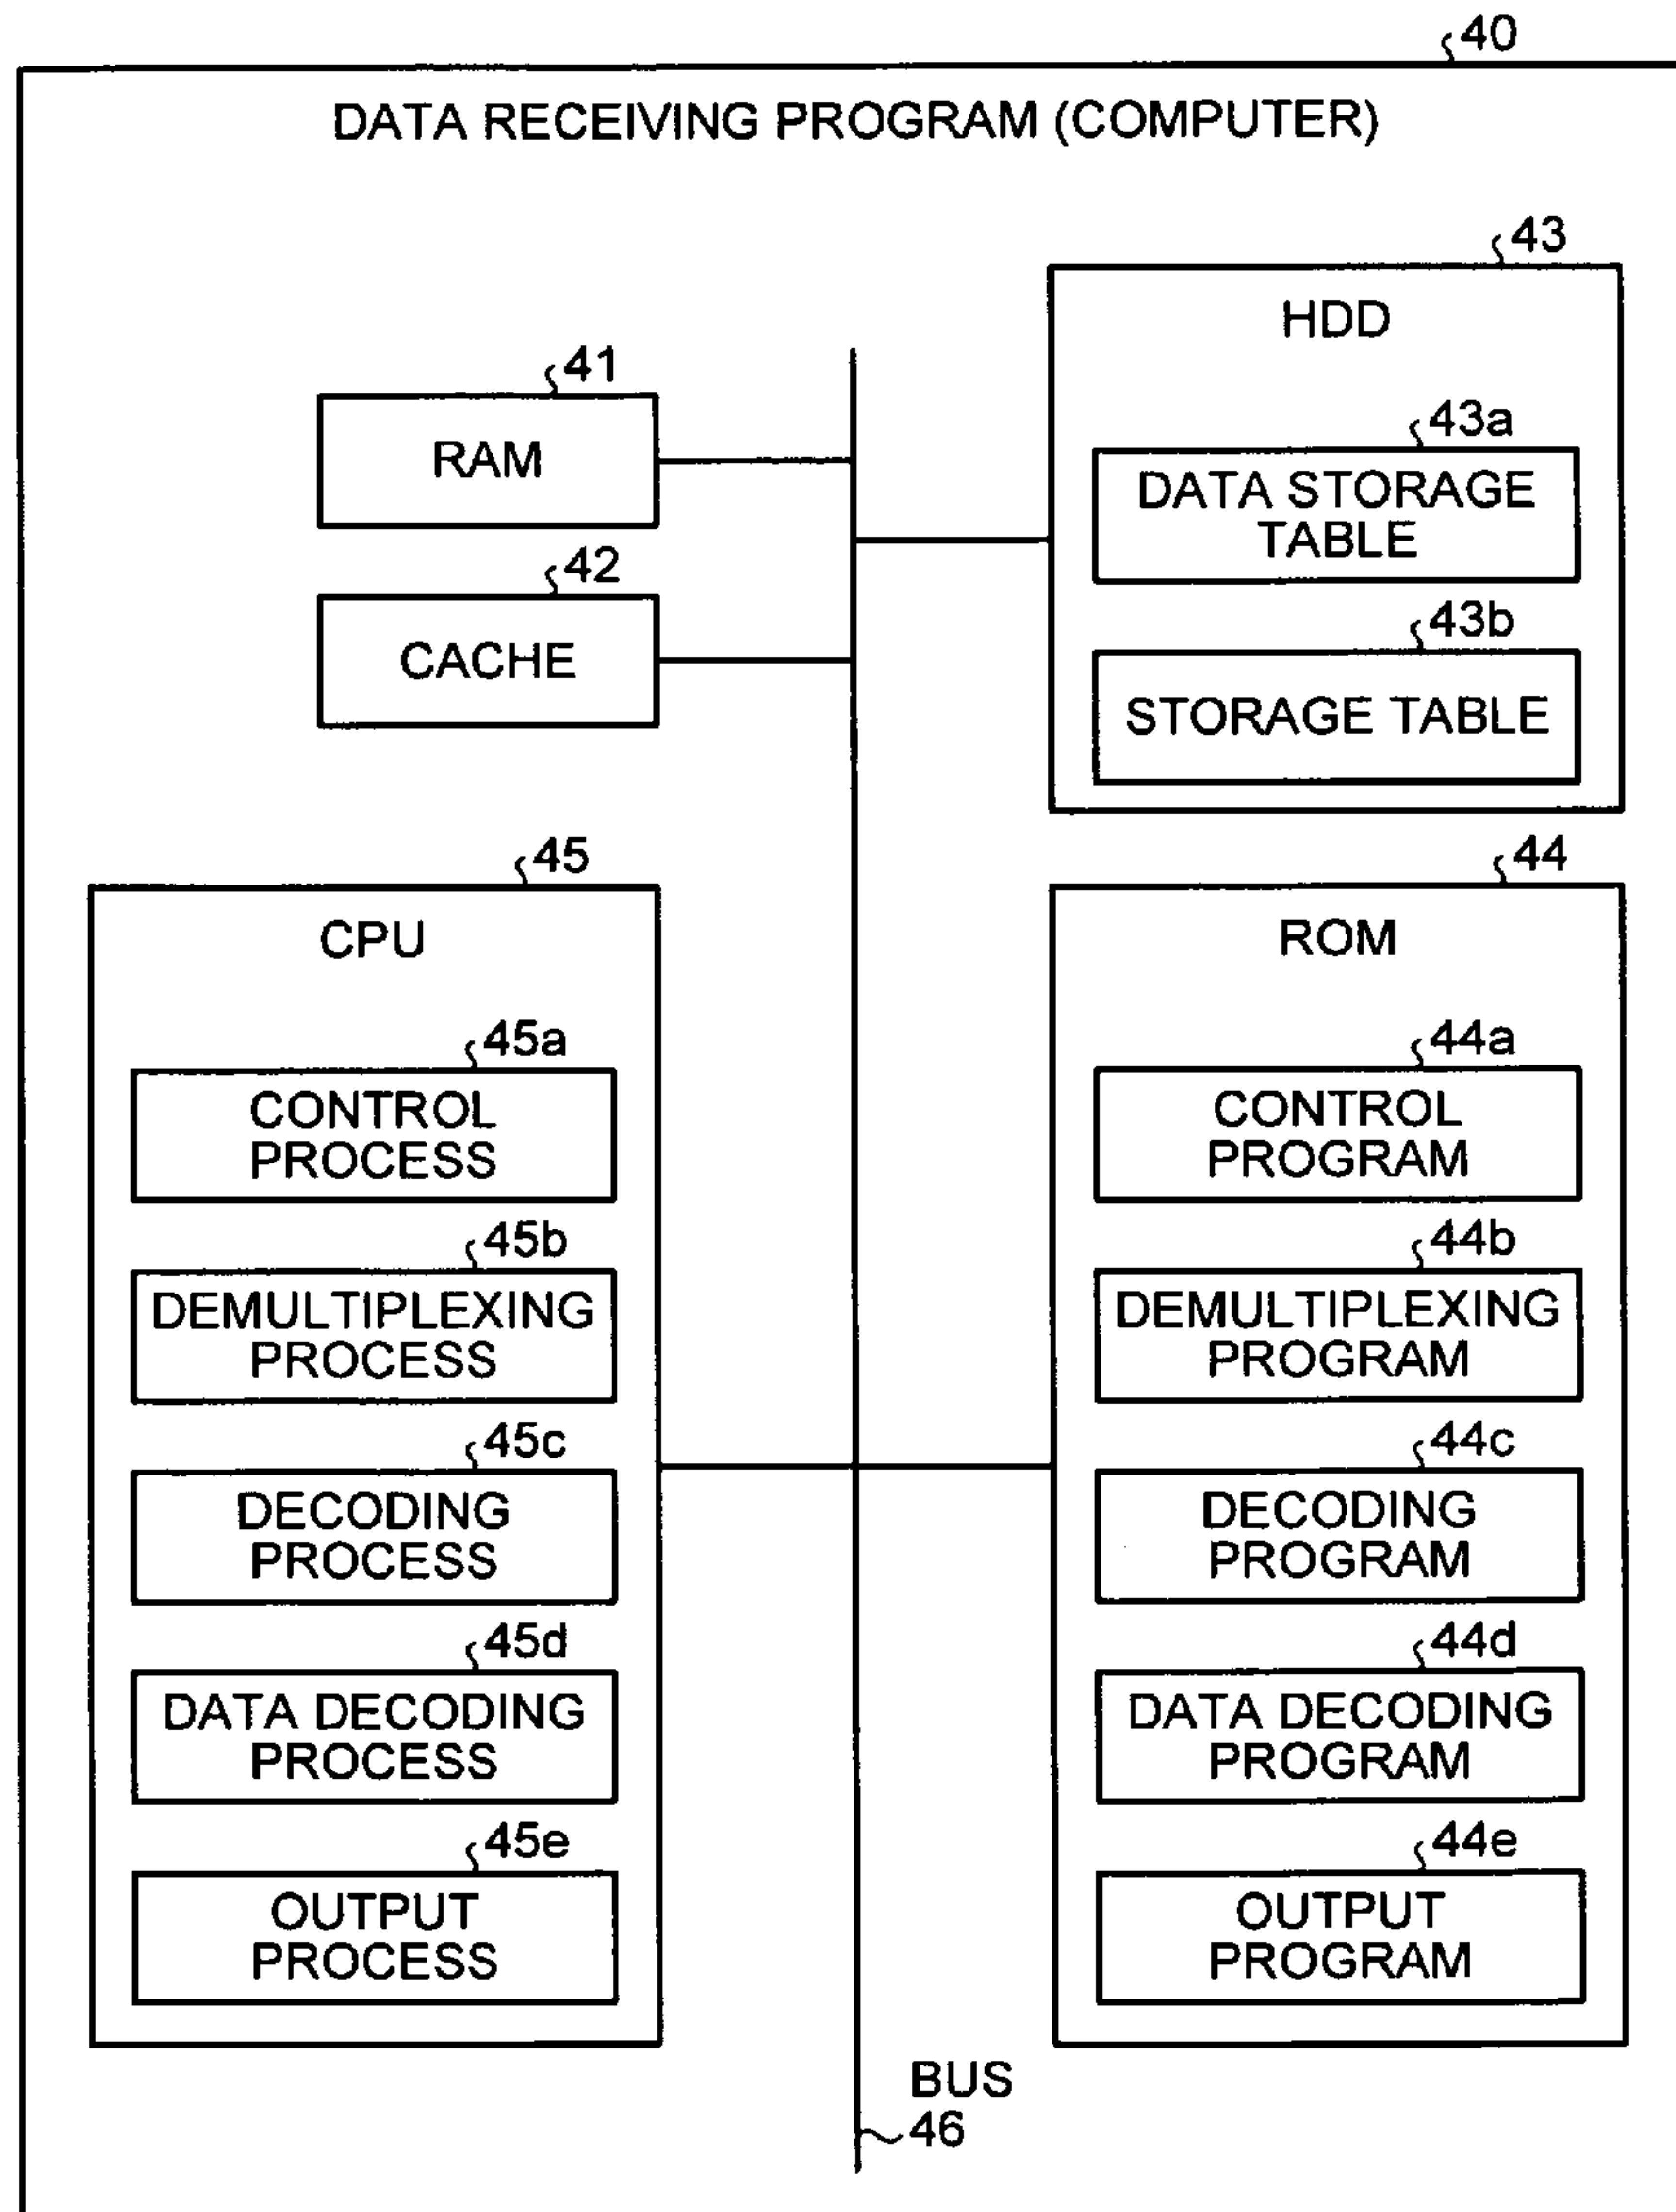 40
DATA RECEIVING PROGRAM (COMPUTER)
43
HDD
41
RAM
43a
DATA STORAGE
TABLE
42
CACHE
43b
STORAGE TABLE
45
CPU
45a
CONTROL
PROCESS
45b
DEMULTIPLEXING
PROCESS
45c
DECODING
PROCESS
45d
DATA DECODING
PROCESS
45e
OUTPUT
PROCESS
44
ROM
44a
CONTROL
PROGRAM
44b
DEMULTIPLEXING
PROGRAM
44c
DECODING
PROGRAM
44d
DATA DECODING
PROGRAM
44e
OUTPUT
PROGRAM
BUS
46